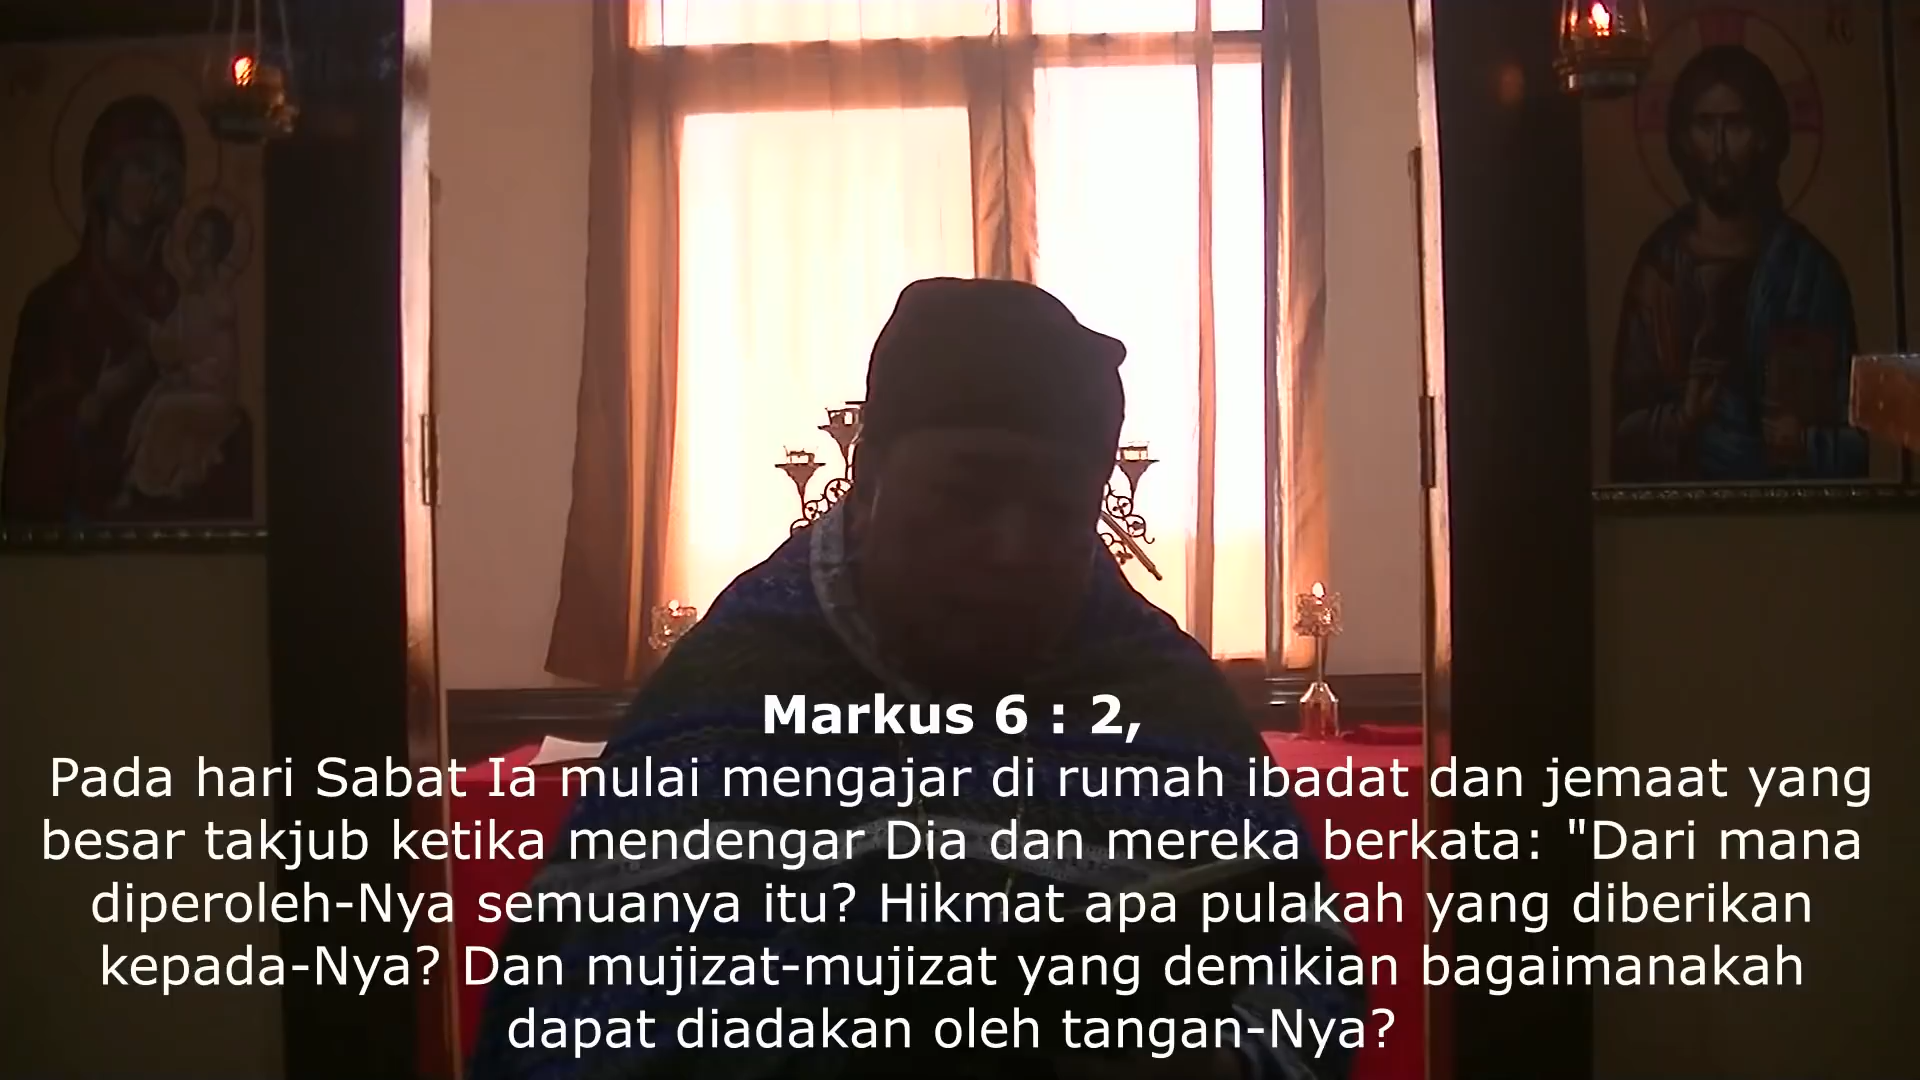 Markus 6 : 2,
Pada hari Sabat Ia mulai mengajar di rumah ibadat dan jemaat yang
besar takjub ketika mendengar Dia dan mereka berkata: "Dari mana
diperoleh-Nya semuanya itu? Hikmat apa pulakah yang diberikan
kepada-Nya? Dan mujizat-mujizat yang demikian bagaimanakah
dapat diadakan oleh tangan-Nya?